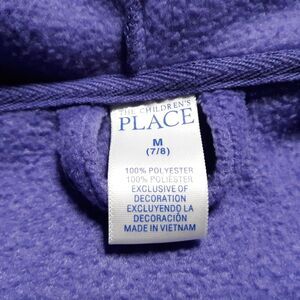 THE CHILDREN'S
PLACE
M
(7/8)
100% POLYESTER
100% POLIÉSTER
EXCLUSIVE OF
DECORATION
EXCLUYENDO LA
DECORACIÓN
MADE IN VIETNAM